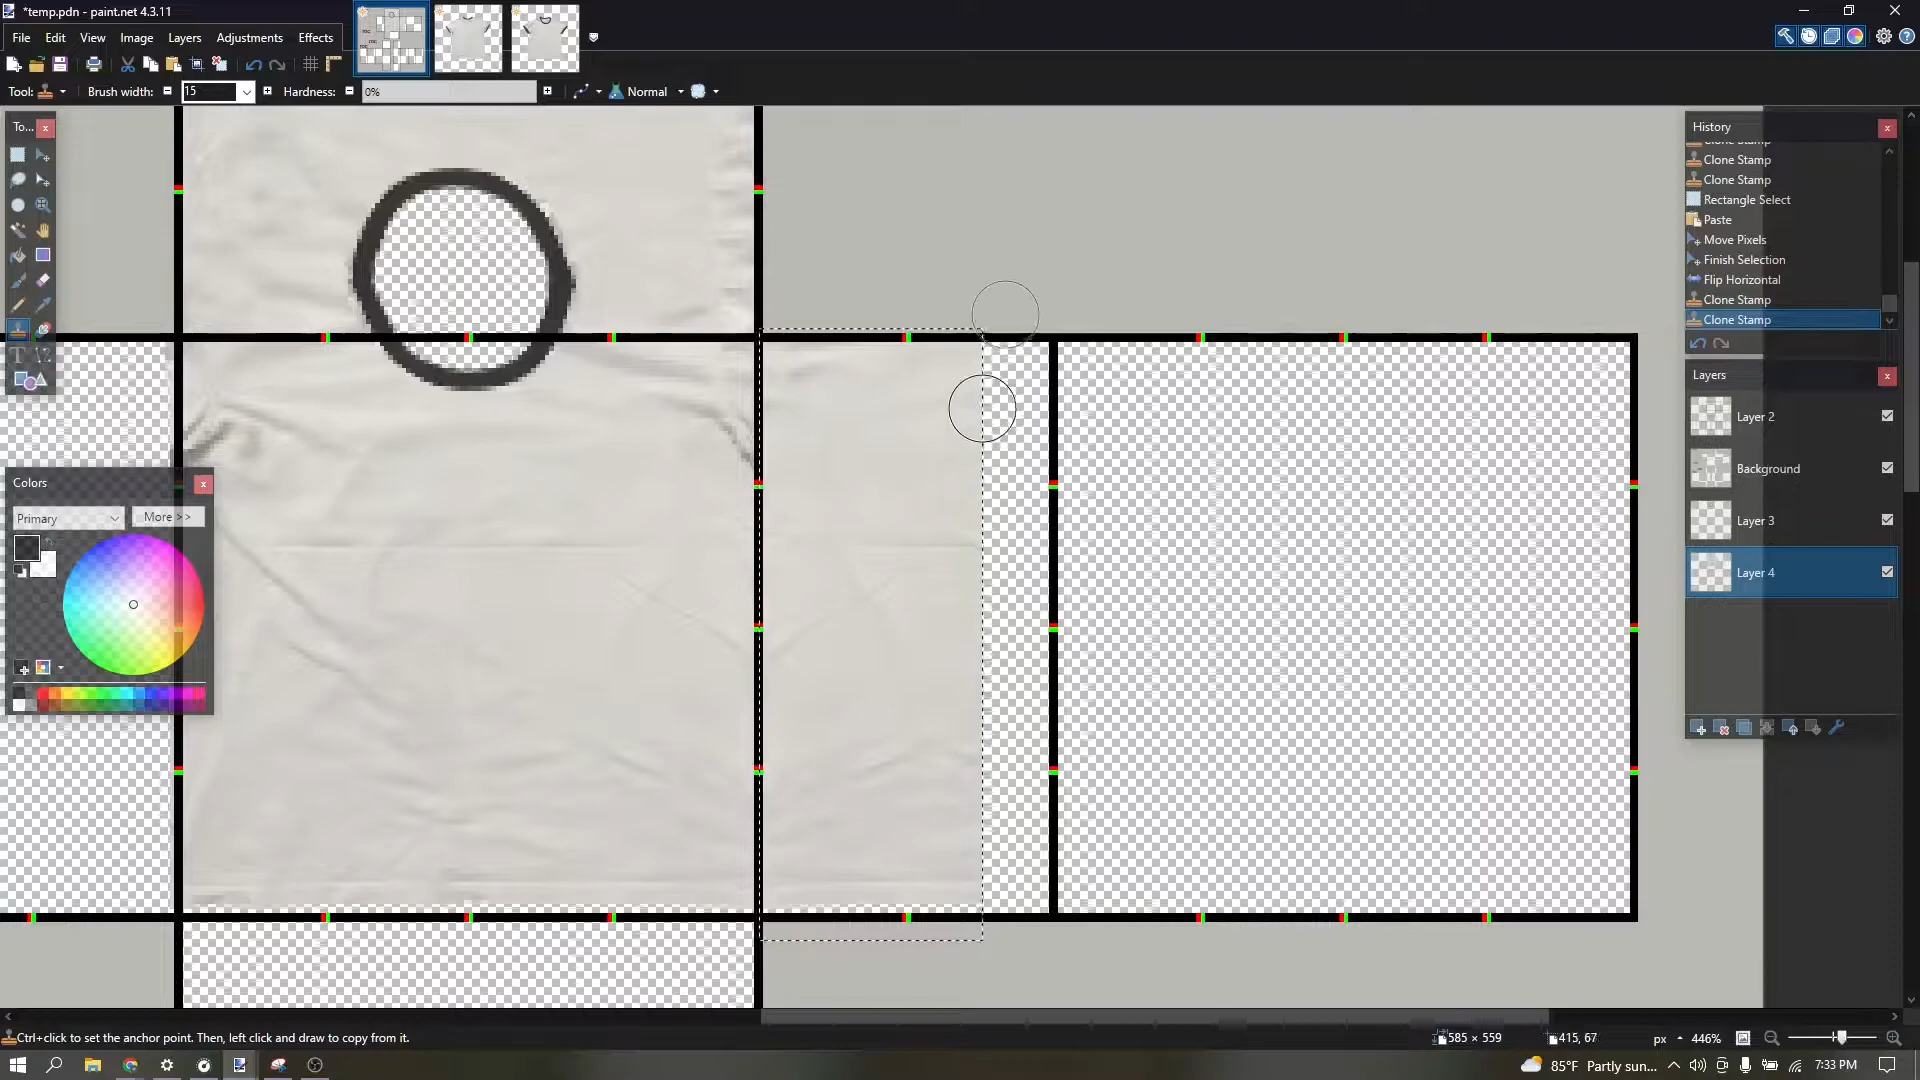 *temp.pdn - paint.net 4.3.11
File Edit View Image Layers Adjustments Effects
Tool: Brush width: 15 Hardness: 0% Normal
To...
Colors
Primary
More >>
History
Clone Stamp
Clone Stamp
Clone Stamp
Rectangle Select
Paste
Move Pixels
Finish Selection
Flip Horizontal
Clone Stamp
Clone Stamp
Layers
Layer 2
Background
Layer 3
Layer 4
Ctrl+click to set the anchor point. Then, left click and draw to copy from it.
585 × 559
415, 67
px
446%
85°F Partly sun...
7:33 PM